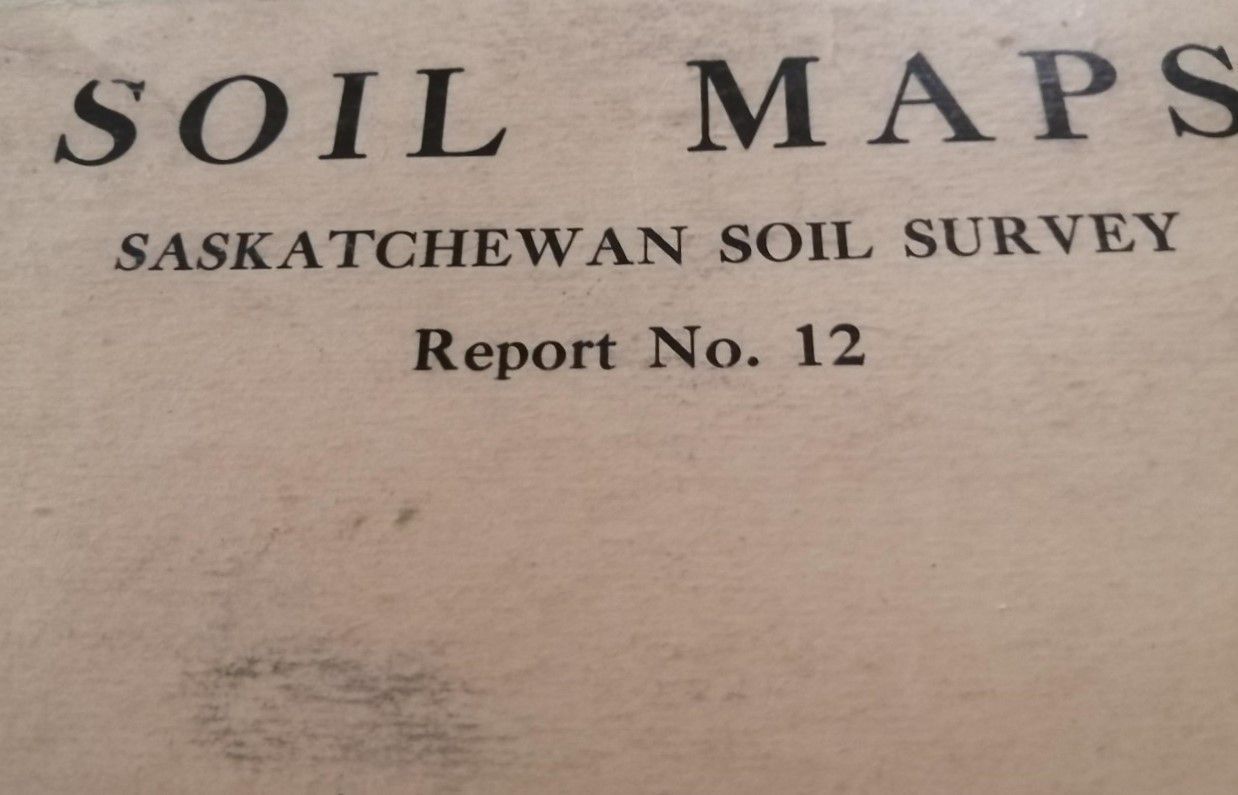 SOIL MAPS
SASKATCHEWAN SOIL SURVEY
Report No. 12